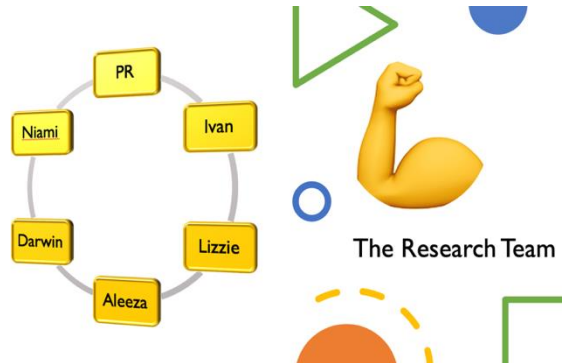 PR
Ivan
Lizzie
Aleeza
Darwin
Niami
The Research Team